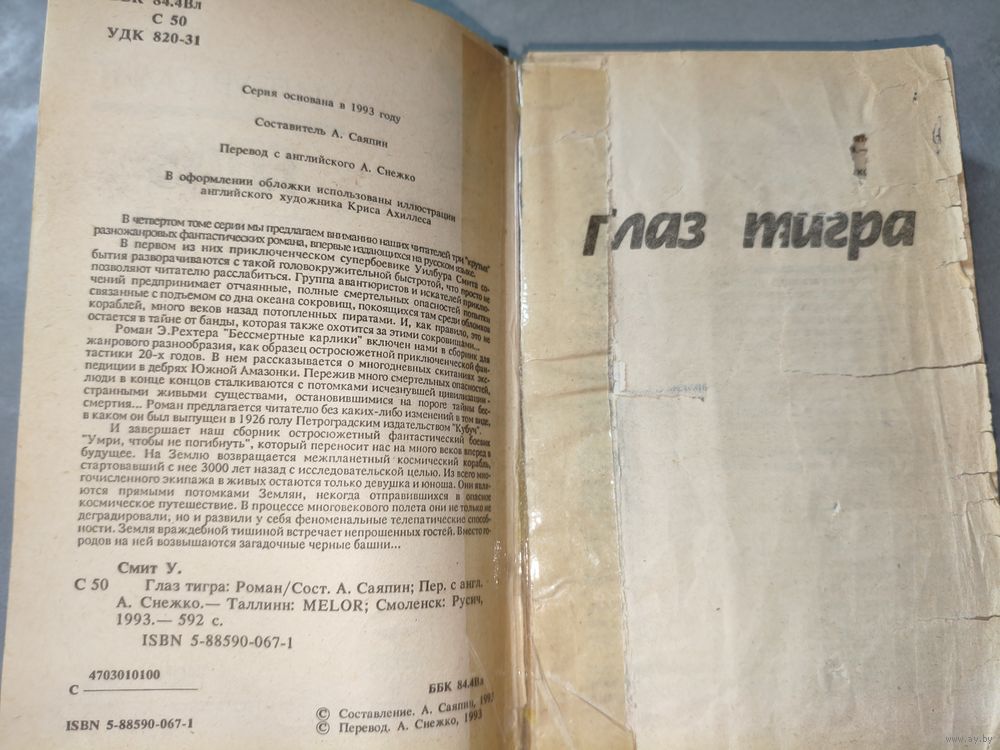 ББК 84.4Вл
С 50
УДК 820-31
Серия основана в 1993 году
Составитель А. Саяпин
Перевод с английского А. Снежко
В оформлении обложки использованы иллюстрации
английского художника Криса Ахиллеса
В четвертом томе серии мы предлагаем вниманию наших читателей три "крутых"
разножанровых фантастических романа, впервые издающихся на русском языке.
В первом из них приключенческом супербоевике Уилбура Смита со-
бытия разворачиваются с такой головокружительной быстротой, что просто не
позволяют читателю расслабиться. Группа авантюристов и искателей приклю-
чений предпринимает отчаянные, полные смертельных опасностей попытки
связанные с подъемом со дна океана сокровищ, покоящихся там среди обломков
кораблей, много веков назад потопленных пиратами. И, как правило, это не
остается в тайне от банды, которая также охотится за этими сокровищами...
Роман Э.Рехтера "Бессмертные карлики" включен нами в сборник для
жанрового разнообразия, как образец остросюжетной приключенческой фан-
тастики 20-х годов. В нем рассказывается о многодневных скитаниях экс-
педиции в дебрях Южной Амазонки. Пережив много смертельных опасностей,
люди в конце концов сталкиваются с потомками исчезнувшей цивилизации -
странными живыми существами, остановившимися на пороге тайны бес-
смертия... Роман предлагается читателю без каких-либо изменений в том виде,
в каком он был выпущен в 1926 голу Петроградским издательством "Кубуч".
И завершает наш сборник остросюжетный фантастический боевик
"Умри, чтобы не погибнуть", который переносит нас на много веков вперед в
будущее. На Землю возвращается межпланетный космический корабль,
стартовавший с нее 3000 лет назад с исследовательской целью. Из всего мно-
гочисленного экипажа в живых остаются только девушка и юноша. Они явля-
ются прямыми потомками Землян, некогда отправившихся в опасное
космическое путешествие. В процессе многовекового полета они не только не
деградировали, но и развили у себя феноменальные телепатические способ-
ности. Земля враждебной тишиной встречает непрошенных гостей. Вместо го-
родов на ней возвышаются загадочные черные башни...
Смит У.
С 50 Глаз тигра: Роман/Сост. А. Саяпин; Пер. с англ.
А. Снежко.— Таллинн: MELOR; Смоленск: Русич,
1993.— 592 с.
ISBN 5-88590-067-1
4703010100
С
ББК 84.4Вл
ISBN 5-88590-067-1
© Составление. А. Саяпин, 1993
© Перевод. А. Снежко, 1993
Глаз тигра
www.ay.by